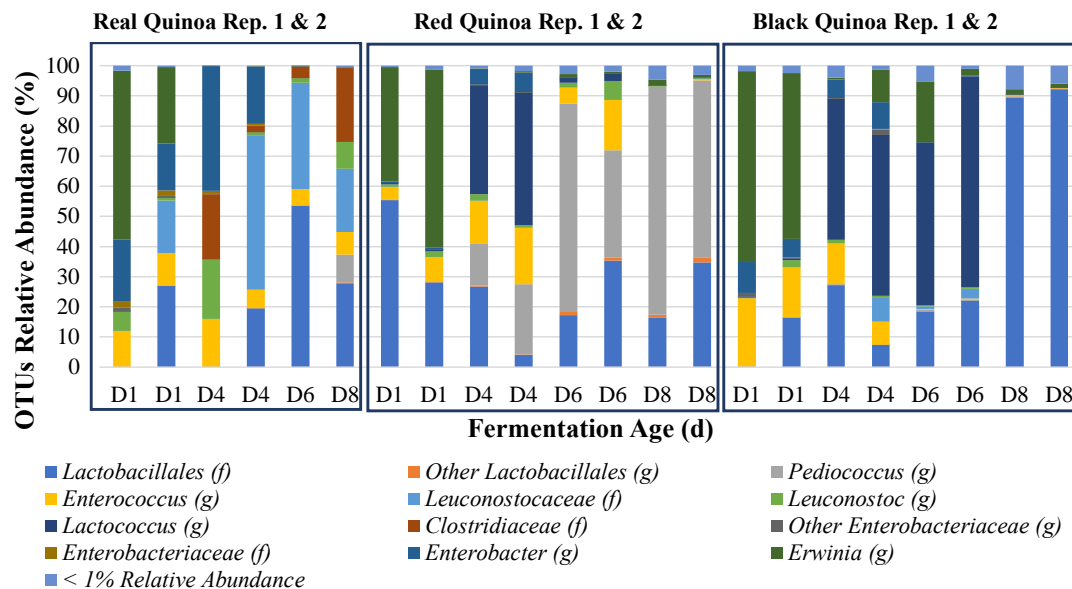 Real Quinoa Rep. 1 & 2 Red Quinoa Rep. 1 & 2 Black Quinoa Rep. 1 & 2
OTUs Relative Abundance (%)
100
90
80
70
60
50
40
30
20
10
0
D1 D1 D4 D4 D6 D8 D1 D1 D4 D4 D6 D6 D8 D8 D1 D1 D4 D4 D6 D6 D8 D8
Fermentation Age (d)
Lactobacillales (f) Other Lactobacillales (g) Pediococcus (g)
Enterococcus (g) Leuconostocaceae (f) Leuconostoc (g)
Lactococcus (g) Clostridiaceae (f) Other Enterobacteriaceae (g)
Enterobacteriaceae (f) Enterobacter (g) Erwinia (g)
< 1% Relative Abundance